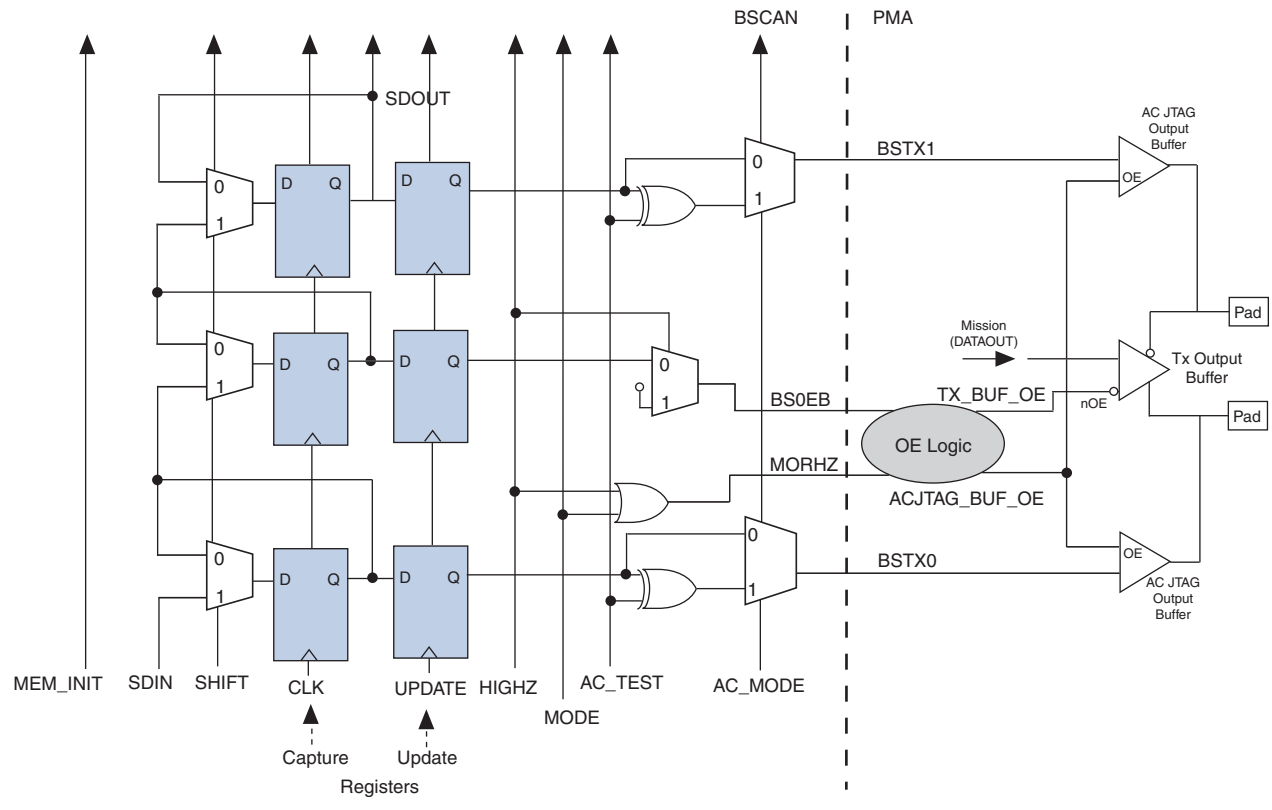 BSCAN
PMA
SDOUT
AC JTAG
Output
Buffer
0
BSTX1
D
Q
D
Q
OE
0
1
1
Pad
Mission
(DATAOUT)
0
0
D
Q
D
Q
Tx Output
Buffer
1
TX_BUF_OE
BS0EB
1
nOE
Pad
OE Logic
MORHZ
ACJTAG_BUF_OE
0
0
OE
D
Q
D
Q
BSTX0
1
1
AC JTAG
Output
Buffer
MEM_INIT
SDIN
SHIFT
CLK
UPDATE
HIGHZ
AC_TEST
AC_MODE
MODE
Capture
Update
Registers